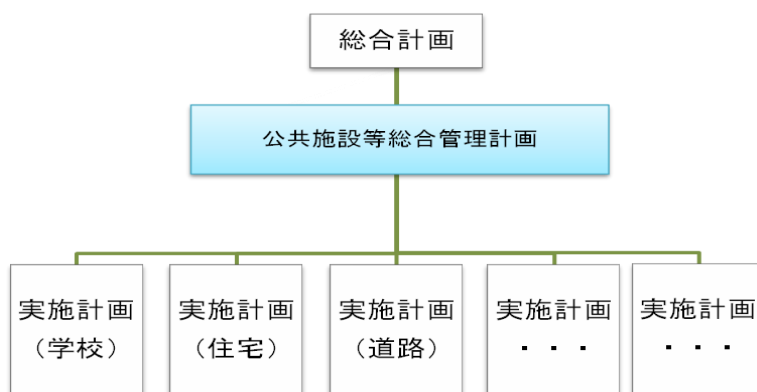 総合計画
公共施設等総合管理計画
実施計画
（学校）
実施計画
（住宅）
実施計画
（道路）
実施計画
・・・
実施計画
・・・